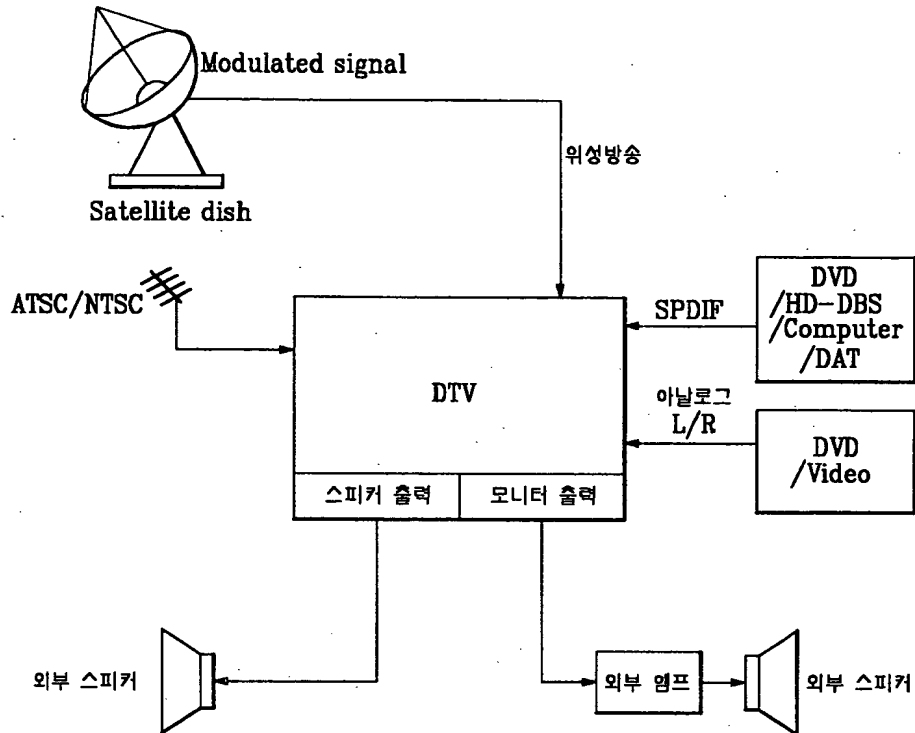 Modulated signal
위성방송
Satellite dish
ATSC/NTSC
SPDIF
DVD
/HD-DBS
/Computer
/DAT
DTV
아날로그
L/R
DVD
/Video
스피커 출력
모니터 출력
외부 스피커
외부 앰프
외부 스피커